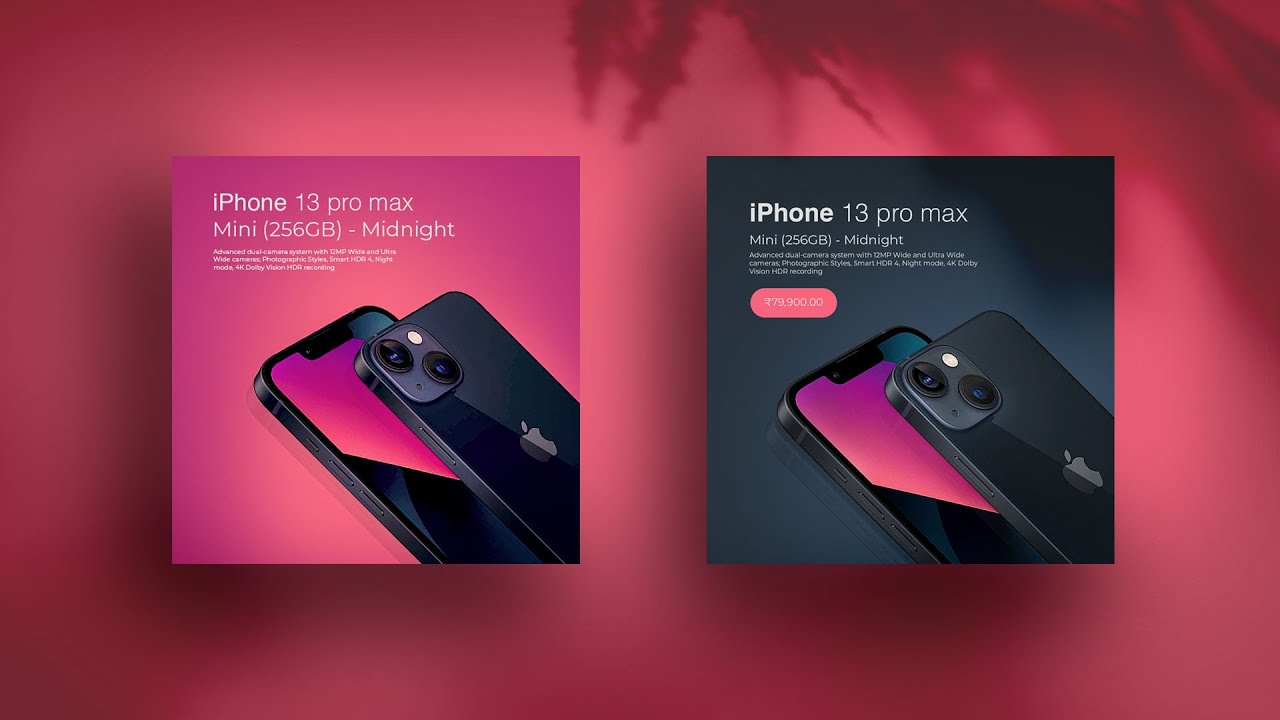 iPhone 13 pro max
Mini (256GB) - Midnight
Advanced dual-camera system with 12MP Wide and Ultra
Wide cameras; Photographic Styles, Smart HDR 4, Night
mode, 4K Dolby Vision HDR recording
iPhone 13 pro max
Mini (256GB) - Midnight
Advanced dual-camera system with 12MP Wide and Ultra Wide
cameras; Photographic Styles, Smart HDR 4, Night mode, 4K Dolby
Vision HDR recording
₹79,900.00